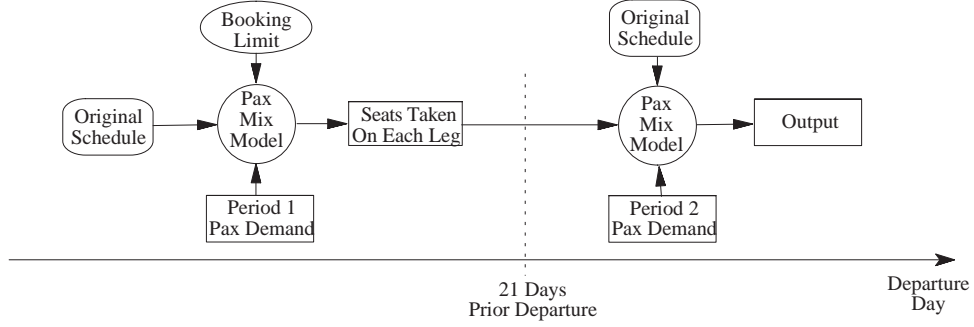 Booking
Limit
Original
Schedule
Pax
Mix
Model
Seats Taken
On Each Leg
Period 1
Pax Demand
Original
Schedule
Pax
Mix
Model
Output
Period 2
Pax Demand
21 Days
Prior Departure
Departure
Day